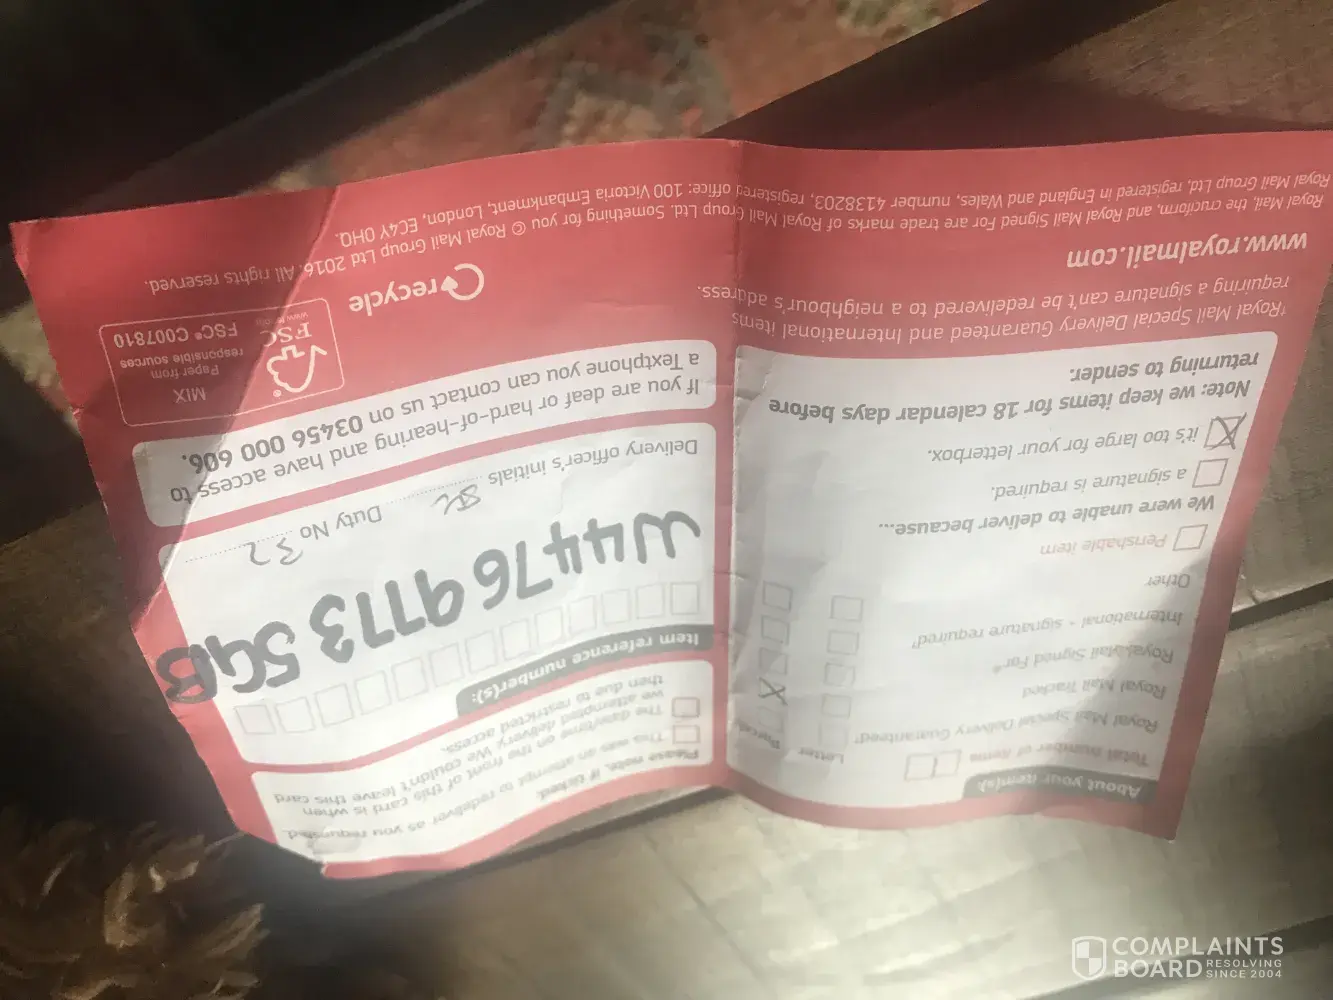 About your item(s):
Total number of items 1
Letter Parcel
Royal Mail Special Delivery Guaranteed†
Royal Mail Tracked X
Royal Mail Signed For®
International - signature required†
Other
Perishable item
We were unable to deliver because...
a signature is required.
X it's too large for your letterbox.
Note: we keep items for 18 calendar days before
returning to sender.
†Royal Mail Special Delivery Guaranteed and International items
requiring a signature can't be redelivered to a neighbour's address.
www.royalmail.com
Please note, if ticked:
This was an attempt to redeliver as you requested.
The date/time on the front of this card is when
we attempted delivery. We couldn't leave this card
then due to restricted access.
Item reference number(s):
4476 9773 5GB
Delivery officer's initials Duty No 32
If you are deaf or hard-of-hearing and have access to
a Textphone you can contact us on 03456 000 606.
recycle
MIX
Paper from
responsible sources
FSC® C007810
FSC
Royal Mail, the cruciform, and Royal Mail Signed For are trade marks of Royal Mail Group Ltd. Something for you © Royal Mail Group Ltd 2016. All rights reserved.
Royal Mail Group Ltd, registered in England and Wales, number 4138203, registered office: 100 Victoria Embankment, London, EC4Y 0HQ.
COMPLAINTS
BOARD RESOLVING
SINCE 2004